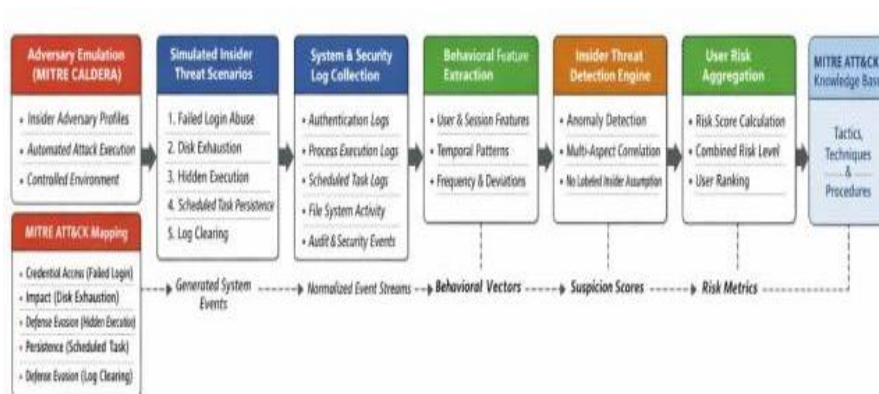 Adversary Emulation
(MITRE CALDERA)
• Insider Adversary Profiles
• Automated Attack Execution
• Controlled Environment
MITRE ATT&CK Mapping
• Credential Access (Failed Login)
• Impact (Disk Exhaustion)
• Defense Evasion (Hidden Execution)
• Persistence (Scheduled Task)
• Defense Evasion (Log Clearing)
Simulated Insider
Threat Scenarios
1. Failed Login Abuse
2. Disk Exhaustion
3. Hidden Execution
4. Scheduled Task Persistence
5. Log Clearing
System & Security
Log Collection
• Authentication Logs
• Process Execution Logs
• Scheduled Task Logs
• File System Activity
• Audit & Security Events
Behavioral Feature
Extraction
• User & Session Features
• Temporal Patterns
• Frequency & Deviations
Insider Threat
Detection Engine
• Anomaly Detection
• Multi-Aspect Correlation
• No Labeled Insider Assumption
User Risk
Aggregation
• Risk Score Calculation
• Combined Risk Level
• User Ranking
MITRE ATT&CK
Knowledge Base
Tactics,
Techniques
&
Procedures
Generated System
Events
Normalized Event Streams
Behavioral Vectors
Suspicion Scores
Risk Metrics